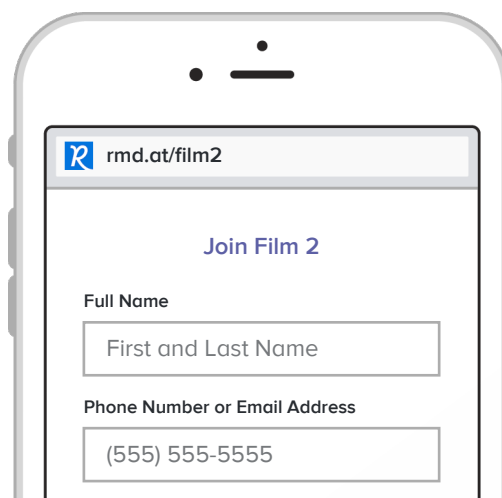 rmd.at/film2
Join Film 2
Full Name
First and Last Name
Phone Number or Email Address
(555) 555-5555